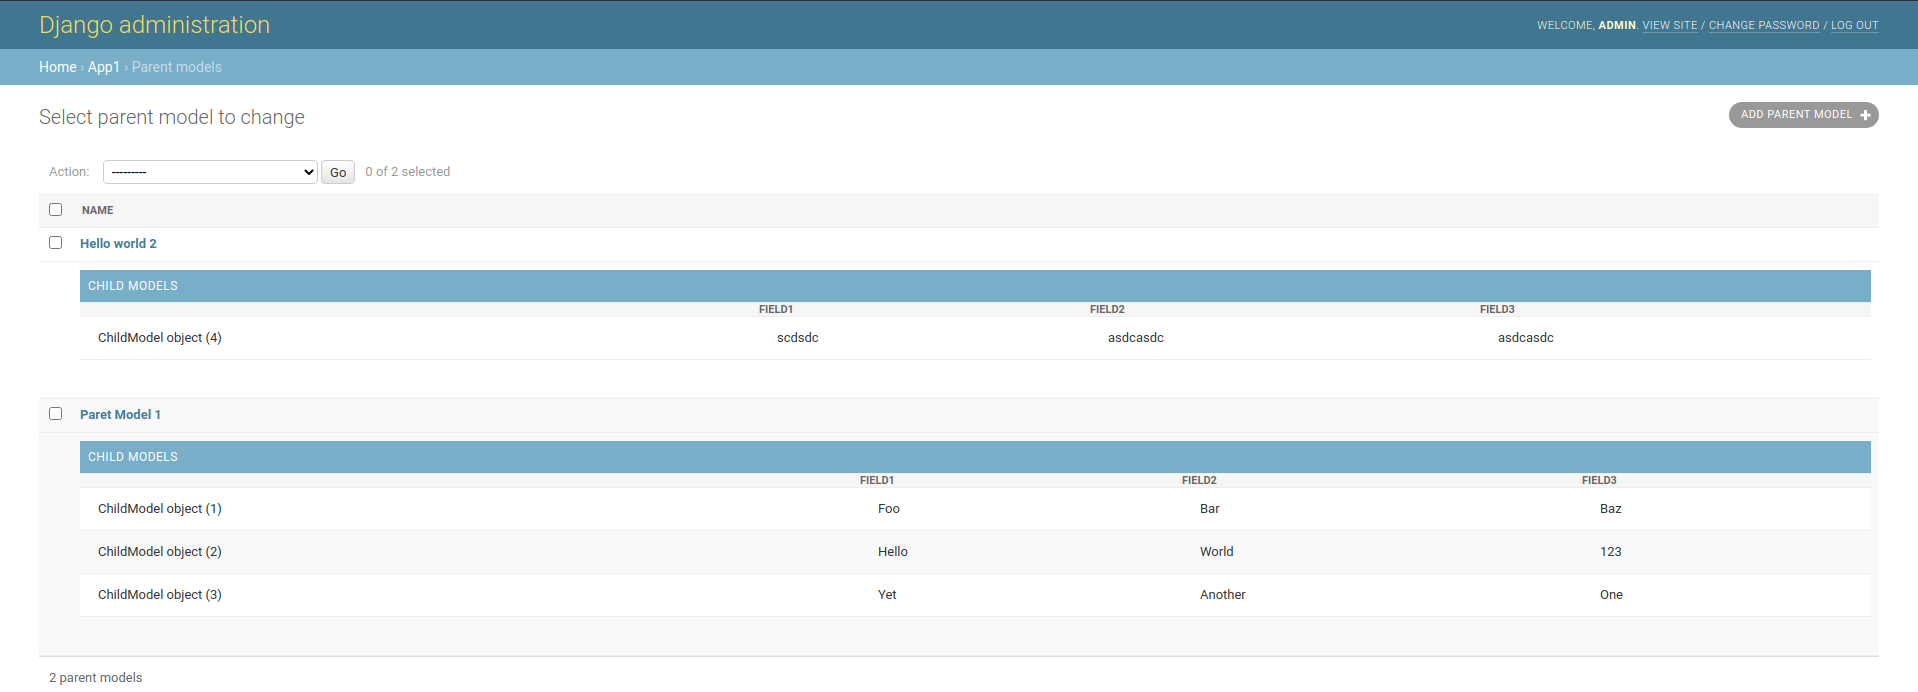 Django administration
WELCOME, ADMIN. VIEW SITE / CHANGE PASSWORD / LOG OUT
Home › App1 › Parent models
Select parent model to change
ADD PARENT MODEL +
Action: --------- Go 0 of 2 selected
NAME
Hello world 2
CHILD MODELS
FIELD1 FIELD2 FIELD3
ChildModel object (4) scdsdc asdcasdc asdcasdc
Paret Model 1
CHILD MODELS
FIELD1 FIELD2 FIELD3
ChildModel object (1) Foo Bar Baz
ChildModel object (2) Hello World 123
ChildModel object (3) Yet Another One
2 parent models